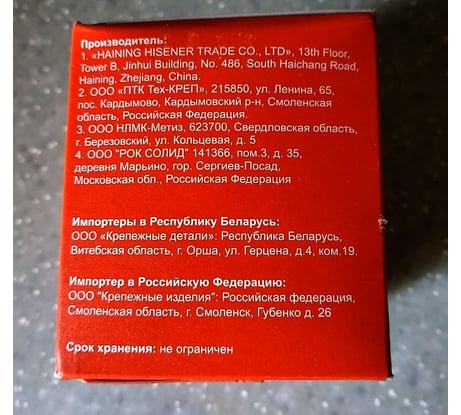 Производитель:
1. «HAINING HISENER TRADE CO., LTD», 13th Floor,
Tower B, Jinhui Building, No. 486, South Haichang Road,
Haining, Zhejiang, China.
2. ООО «ПТК Тех-КРЕП», 215850, ул. Ленина, 65,
пос. Кардымово, Кардымовский р-н, Смоленская
область, Российская Федерация.
3. ООО НЛМК-Метиз, 623700, Свердловская область,
г. Березовский, ул. Кольцевая, д. 5
4. ООО "РОК СОЛИД" 141366, пом.3, д. 35,
деревня Марьино, гор. Сергиев-Посад,
Московская обл., Российская Федерация
Импортеры в Республику Беларусь:
ООО «Крепежные детали»: Республика Беларусь,
Витебская область, г. Орша, ул. Герцена, д.4, ком.19.
Импортер в Российскую Федерацию:
ООО "Крепежные изделия": Российская федерация,
Смоленская область, г. Смоленск, Губенко д. 26
Срок хранения: не ограничен